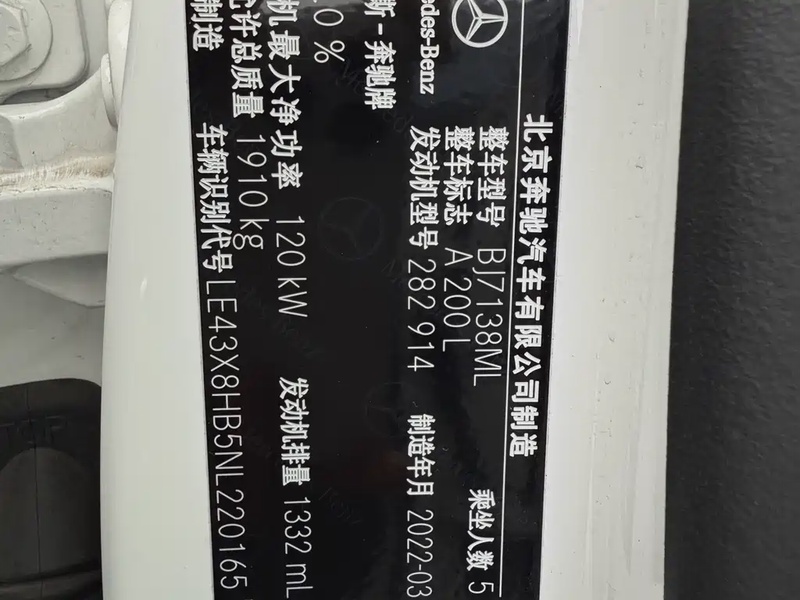 北京奔驰汽车有限公司制造
整车型号 BJ7138ML 乘坐人数 5
整车标志 A 200 L
发动机型号 282 914 制造年月 2022-03
edes-Benz
斯-奔驰牌
0 %
机最大净功率 120 kW 发动机排量 1332 mL
允许总质量 1910 kg
车辆识别代号 LE43X8HB5NL220165
制造